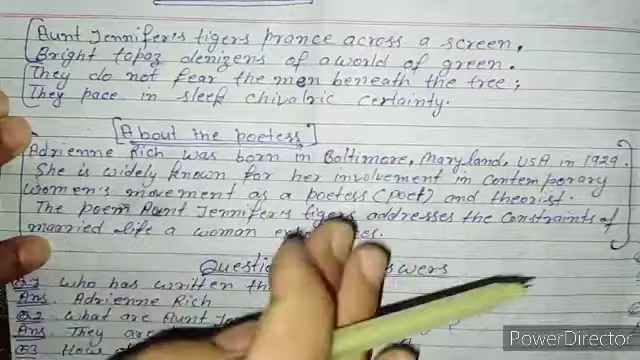 Aunt Jennifer's tigers prance across a screen,
Bright topaz denizens of a world of green.
They do not fear the men beneath the tree;
They pace in sleek chivalric certainty.
[About the poetess]
Adrienne Rich was born in Baltimore, Maryland, USA in 1929.
She is widely known for her involvement in contemporary
women's movement as a poetess (poet) and theorist.
The poem Aunt Jennifer's tigers addresses the constraints of
married life a woman
Answers
Q.1 Who has written
Ans. Adrienne Rich
Q.2 What are Aunt
Ans. They are
Q3 How
PowerDirector